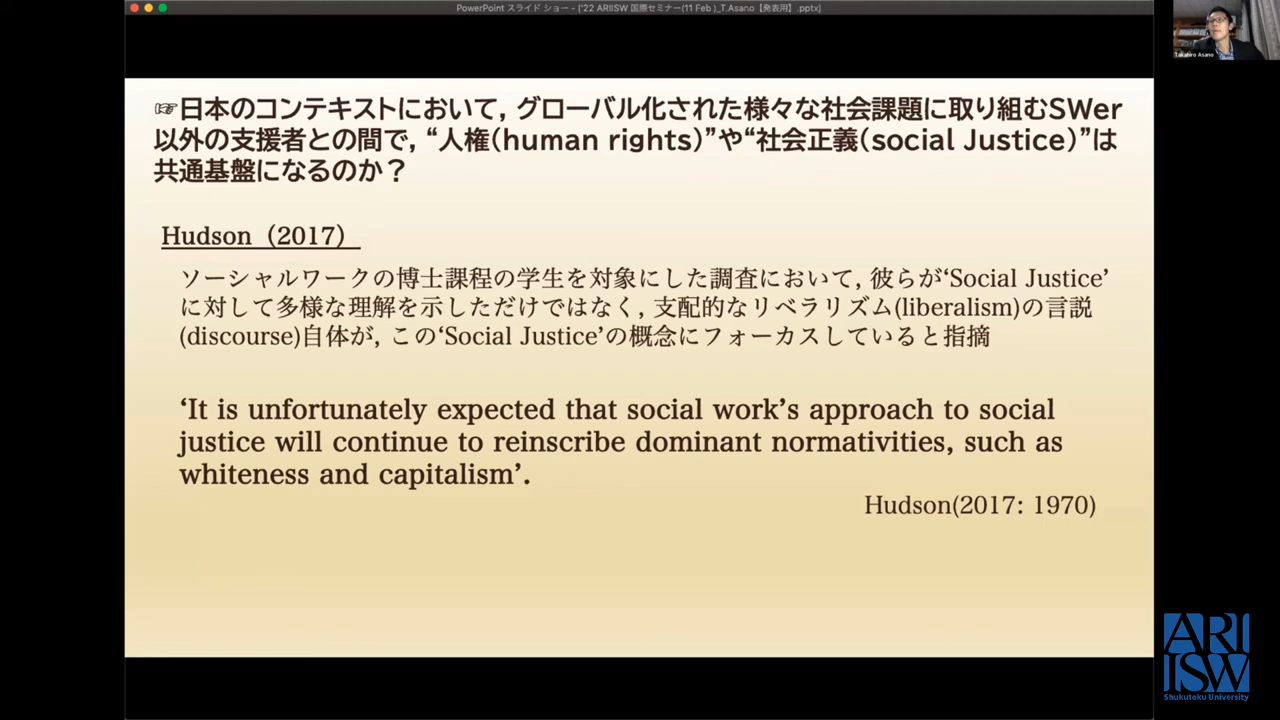 PowerPoint スライド ショー - ['22 ARIISW 国際セミナー(11 Feb )_T.Asano【発表用】.pptx]
Takahiro Asano
☞日本のコンテキストにおいて, グローバル化された様々な社会課題に取り組むSWer
以外の支援者との間で, “人権(human rights)”や“社会正義(social Justice)”は
共通基盤になるのか？
Hudson（2017）
ソーシャルワークの博士課程の学生を対象にした調査において, 彼らが‘Social Justice’
に対して多様な理解を示しただけではなく, 支配的なリベラリズム(liberalism)の言説
(discourse)自体が, この‘Social Justice’の概念にフォーカスしていると指摘
‘It is unfortunately expected that social work’s approach to social
justice will continue to reinscribe dominant normativities, such as
whiteness and capitalism’.
Hudson(2017: 1970)
ARI
ISW
Shukutoku University